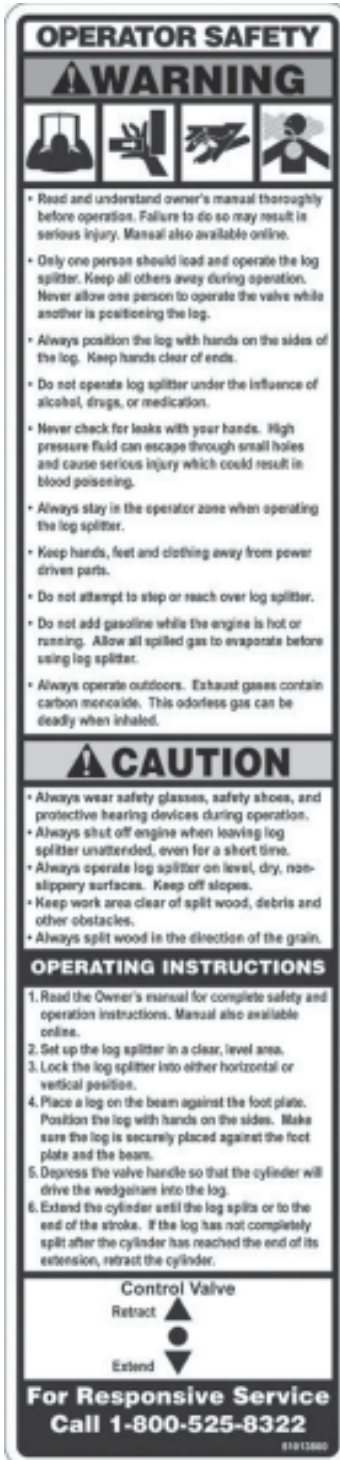 OPERATOR SAFETY
WARNING
• Read and understand owner's manual thoroughly
before operation. Failure to do so may result in
serious injury. Manual also available online.
• Only one person should load and operate the log
splitter. Keep all others away during operation.
Never allow one person to operate the valve while
another is positioning the log.
• Always position the log with hands on the sides of
the log. Keep hands clear of ends.
• Do not operate log splitter under the influence of
alcohol, drugs, or medication.
• Never check for leaks with your hands. High
pressure fluid can escape through small holes
and cause serious injury which could result in
blood poisoning.
• Always stay in the operator zone when operating
the log splitter.
• Keep hands, feet and clothing away from power
driven parts.
• Do not attempt to step or reach over log splitter.
• Do not add gasoline while the engine is hot or
running. Allow all spilled gas to evaporate before
using log splitter.
• Always operate outdoors. Exhaust gases contain
carbon monoxide. This odorless gas can be
deadly when inhaled.
CAUTION
• Always wear safety glasses, safety shoes, and
protective hearing devices during operation.
• Always shut off engine when leaving log
splitter unattended, even for a short time.
• Always operate log splitter on level, dry, non-
slippery surfaces. Keep off slopes.
• Keep work area clear of split wood, debris and
other obstacles.
• Always split wood in the direction of the grain.
OPERATING INSTRUCTIONS
1. Read the Owner's manual for complete safety and
operation instructions. Manual also available
online.
2. Set up the log splitter in a clear, level area.
3. Lock the log splitter into either horizontal or
vertical position.
4. Place a log on the beam against the foot plate.
Position the log with hands on the sides. Make
sure the log is securely placed against the foot
plate and the beam.
5. Depress the valve handle so that the cylinder will
drive the wedge/ram into the log.
6. Extend the cylinder until the log splits or to the
end of the stroke. If the log has not completely
split after the cylinder has reached the end of its
extension, retract the cylinder.
Control Valve
Retract
Extend
For Responsive Service
Call 1-800-525-8322